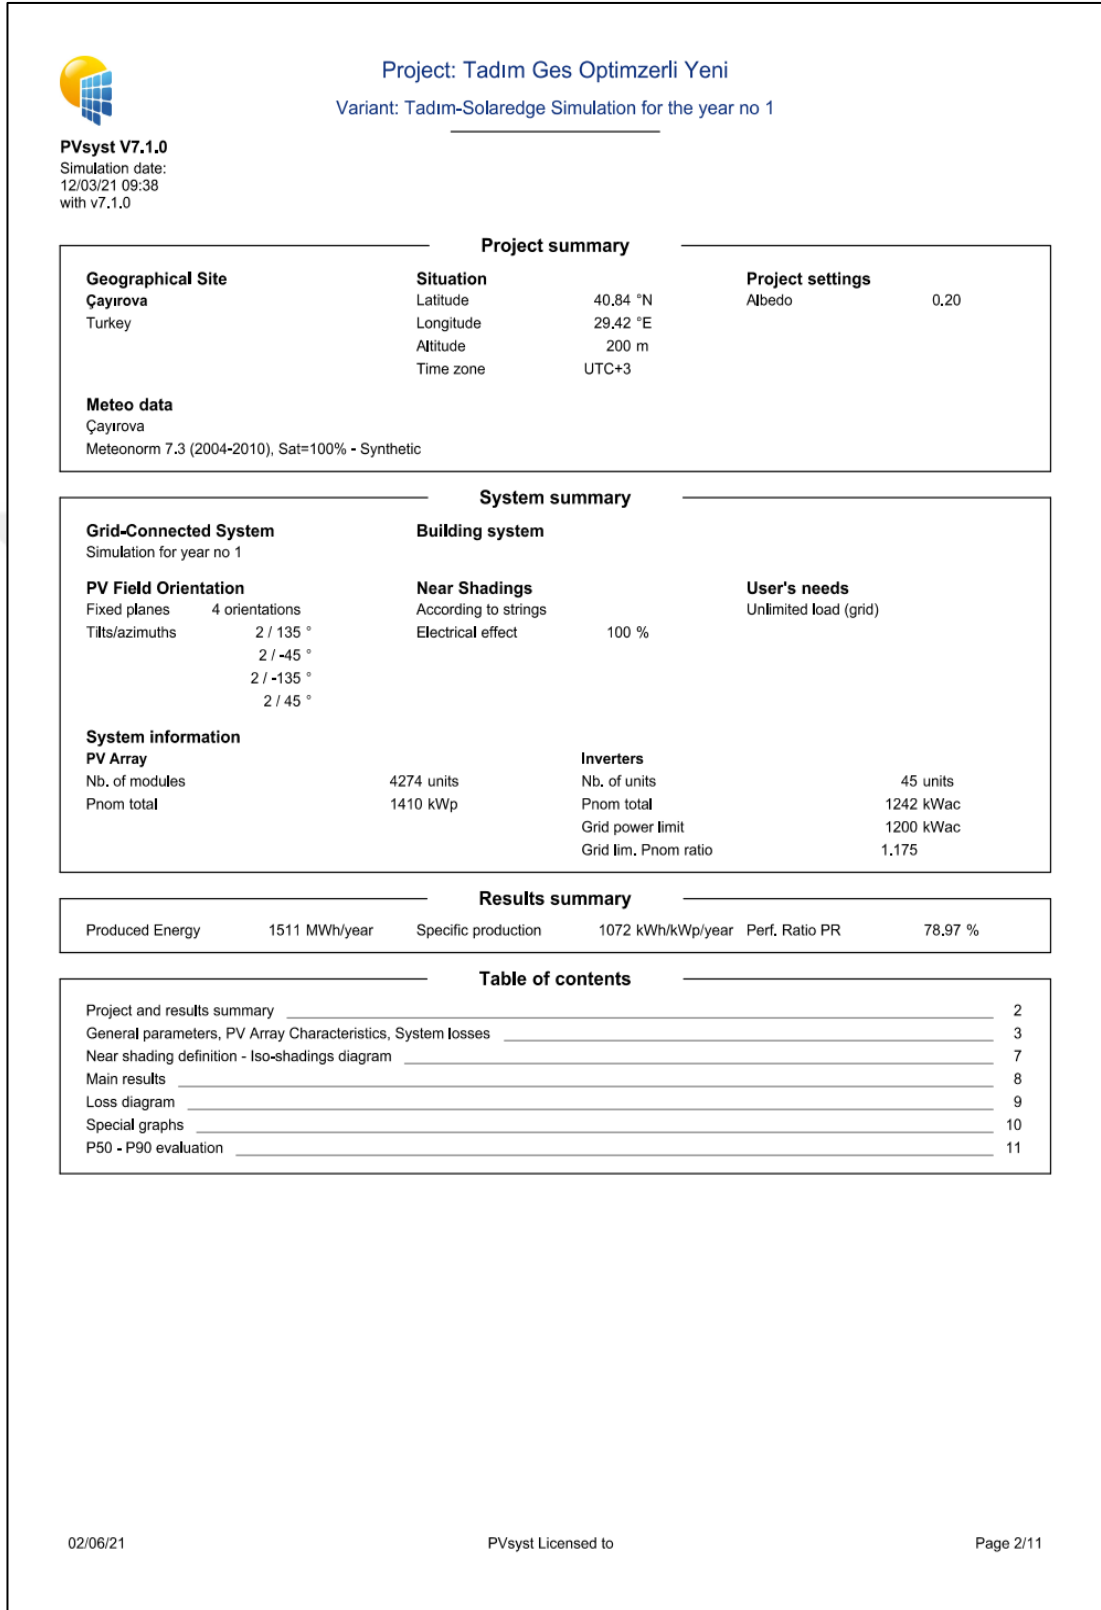 Project: Tadım Ges Optimzerli Yeni
Variant: Tadım-Solaredge Simulation for the year no 1
PVsyst V7.1.0
Simulation date:
12/03/21 09:38
with v7.1.0
Project summary
Geographical Site Situation Project settings
Çayırova Latitude 40.84 °N Albedo 0.20
Turkey Longitude 29.42 °E
Altitude 200 m
Time zone UTC+3
Meteo data
Çayırova
Meteonorm 7.3 (2004-2010), Sat=100% - Synthetic
System summary
Grid-Connected System Building system
Simulation for year no 1
PV Field Orientation Near Shadings User's needs
Fixed planes 4 orientations According to strings Unlimited load (grid)
Tilts/azimuths 2 / 135 ° Electrical effect 100 %
2 / -45 °
2 / -135 °
2 / 45 °
System information
PV Array Inverters
Nb. of modules 4274 units Nb. of units 45 units
Pnom total 1410 kWp Pnom total 1242 kWac
Grid power limit 1200 kWac
Grid lim. Pnom ratio 1.175
Results summary
Produced Energy 1511 MWh/year Specific production 1072 kWh/kWp/year Perf. Ratio PR 78.97 %
Table of contents
Project and results summary 2
General parameters, PV Array Characteristics, System losses 3
Near shading definition - Iso-shadings diagram 7
Main results 8
Loss diagram 9
Special graphs 10
P50 - P90 evaluation 11
02/06/21 PVsyst Licensed to Page 2/11